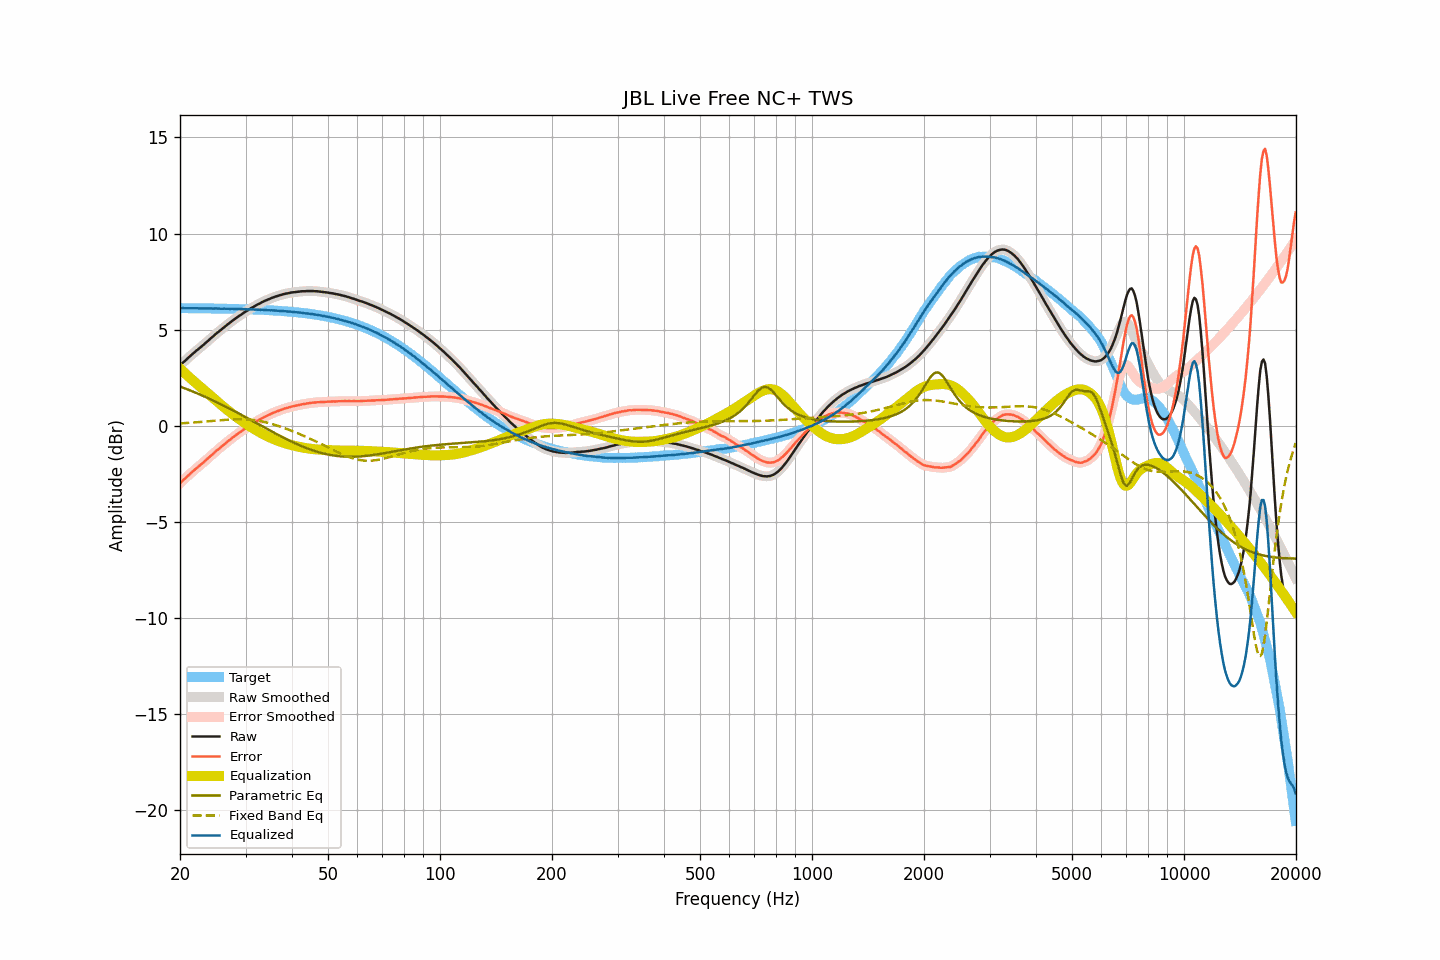 JBL Live Free NC+ TWS
15
10
5
0
−5
−10
−15
−20
Amplitude (dBr)
Target
Raw Smoothed
Error Smoothed
Raw
Error
Equalization
Parametric Eq
Fixed Band Eq
Equalized
20 50 100 200 500 1000 2000 5000 10000 20000
Frequency (Hz)